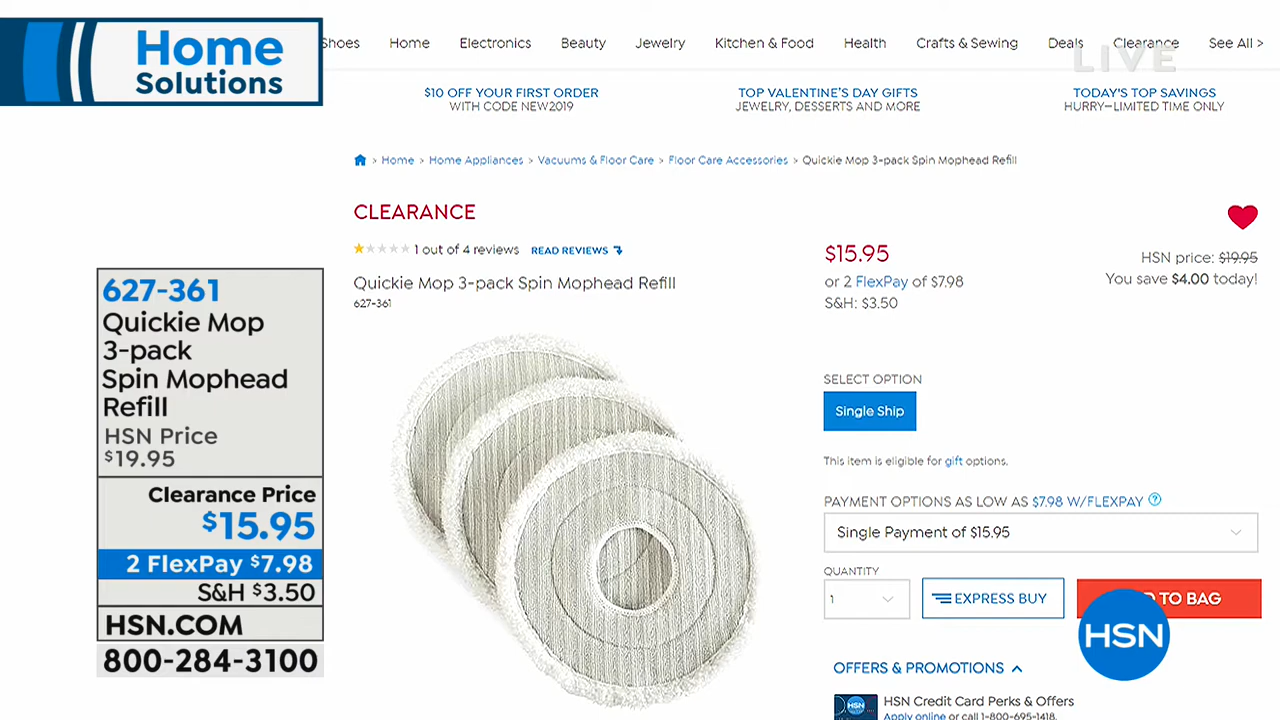 Home
Solutions
Shoes Home Electronics Beauty Jewelry Kitchen & Food Health Crafts & Sewing Deals Clearance See All >
LIVE
$10 OFF YOUR FIRST ORDER
WITH CODE NEW2019
TOP VALENTINE'S DAY GIFTS
JEWELRY, DESSERTS AND MORE
TODAY'S TOP SAVINGS
HURRY—LIMITED TIME ONLY
> Home > Home Appliances > Vacuums & Floor Care > Floor Care Accessories > Quickie Mop 3-pack Spin Mophead Refill
CLEARANCE
1 out of 4 reviews READ REVIEWS
Quickie Mop 3-pack Spin Mophead Refill
627-361
$15.95
or 2 FlexPay of $7.98
S&H: $3.50
HSN price: $19.95
You save $4.00 today!
SELECT OPTION
Single Ship
This item is eligible for gift options.
PAYMENT OPTIONS AS LOW AS $7.98 W/FLEXPAY ?
Single Payment of $15.95
QUANTITY
1
EXPRESS BUY
TO BAG
HSN
OFFERS & PROMOTIONS
HSN
HSN Credit Card Perks & Offers
Apply online or call 1-800-695-1418.
627-361
Quickie Mop
3-pack
Spin Mophead
Refill
HSN Price
$19.95
Clearance Price
$15.95
2 FlexPay $7.98
S&H $3.50
HSN.COM
800-284-3100